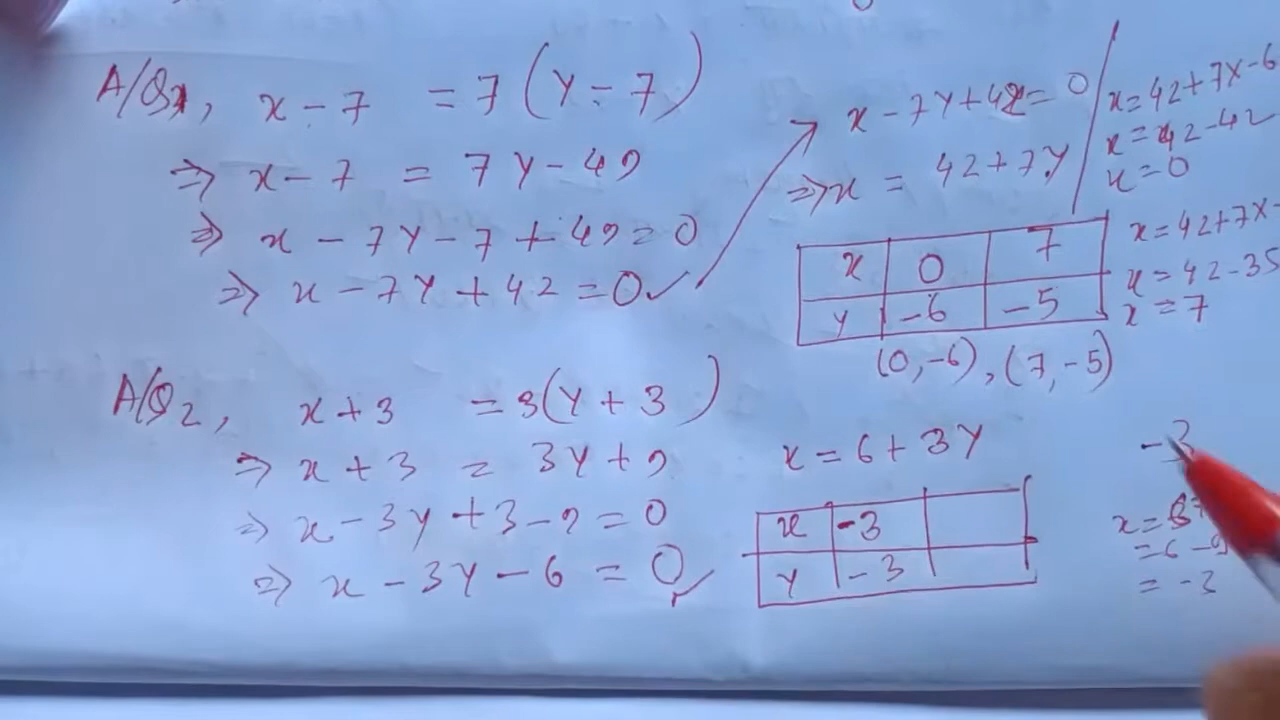 A/Q1, x - 7 = 7(Y - 7)
⇒ x - 7 = 7Y - 49
⇒ x - 7Y - 7 + 49 = 0
⇒ x - 7Y + 42 = 0 ✓
x - 7Y + 42 = 0
⇒ x = 42 + 7Y
x = 42 + 7x - 6
x = 42 - 42
x = 0
x 0 7
y -6 -5
(0, -6), (7, -5)
x = 42 + 7x -
x = 42 - 35
x = 7
A/Q2, x + 3 = 3(Y + 3)
⇒ x + 3 = 3Y + 9
⇒ x - 3y + 3 - 9 = 0
⇒ x - 3Y - 6 = 0 ✓
x = 6 + 3Y
x -3
Y -3
-3
x =
= 6 - 9
= -3